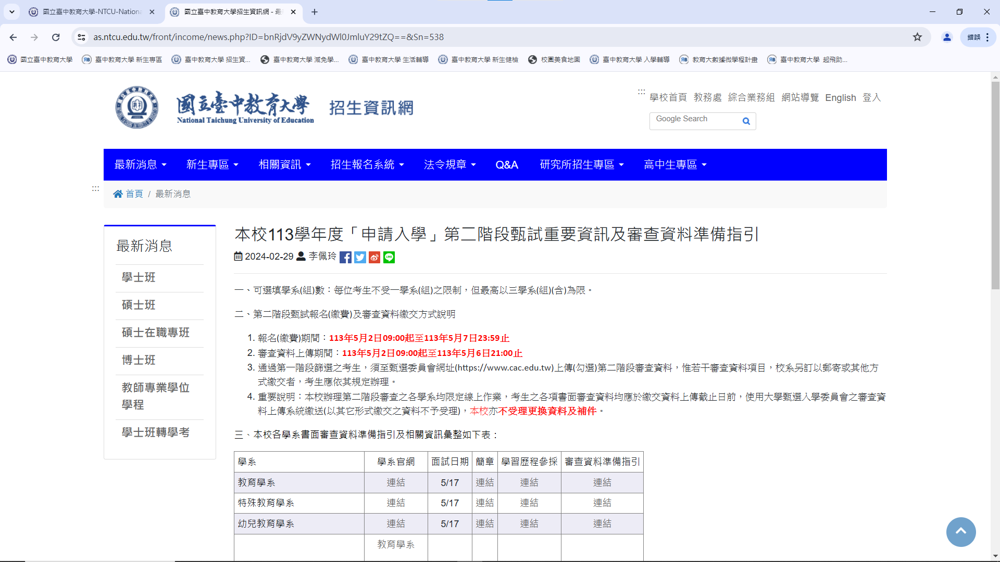 國立臺中教育大學-NTCU-Nationa
國立臺中教育大學招生資訊網 - 最
as.ntcu.edu.tw/front/income/news.php?ID=bnRjdV9yZWNydWl0JmluY29tZQ==&Sn=538
錯誤
國立臺中教育大學 臺中教育大學 新生專區 臺中教育大學 招生資... 臺中教育大學 減免學... 臺中教育大學 生活輔導 臺中教育大學 新生健檢 校園美食地圖 臺中教育大學 入學輔導 教育大數據微學程計畫 臺中教育大學 起飛助...
國立臺中教育大學 招生資訊網
National Taichung University of Education
::: 學校首頁 教務處 綜合業務組 網站導覽 English 登入
Google Search
最新消息 新生專區 相關資訊 招生報名系統 法令規章 Q&A 研究所招生專區 高中生專區
::: 首頁 / 最新消息
最新消息
學士班
碩士班
碩士在職專班
博士班
教師專業學位
學程
學士班轉學考
本校113學年度「申請入學」第二階段甄試重要資訊及審查資料準備指引
2024-02-29 李佩玲
一、可選填學系(組)數：每位考生不受一學系(組)之限制，但最高以三學系(組)(含)為限。
二、第二階段甄試報名(繳費)及審查資料繳交方式說明
1. 報名(繳費)期間：113年5月2日09:00起至113年5月7日23:59止
2. 審查資料上傳期間：113年5月2日09:00起至113年5月6日21:00止
3. 通過第一階段篩選之考生，須至甄選委員會網址(https://www.cac.edu.tw)上傳(勾選)第二階段審查資料，惟若干審查資料項目，校系另訂以郵寄或其他方
式繳交者，考生應依其規定辦理。
4. 重要說明：本校辦理第二階段審查之各學系均限定線上作業，考生之各項書面審查資料均應於繳交資料上傳截止日前，使用大學甄選入學委員會之審查資
料上傳系統繳送(以其它形式繳交之資料不予受理)，本校亦不受理更換資料及補件。
三、本校各學系書面審查資料準備指引及相關資訊彙整如下表：
學系 學系官網 面試日期 簡章 學習歷程參採 審查資料準備指引
教育學系 連結 5/17 連結 連結 連結
特殊教育學系 連結 5/17 連結 連結 連結
幼兒教育學系 連結 5/17 連結 連結 連結
教育學系